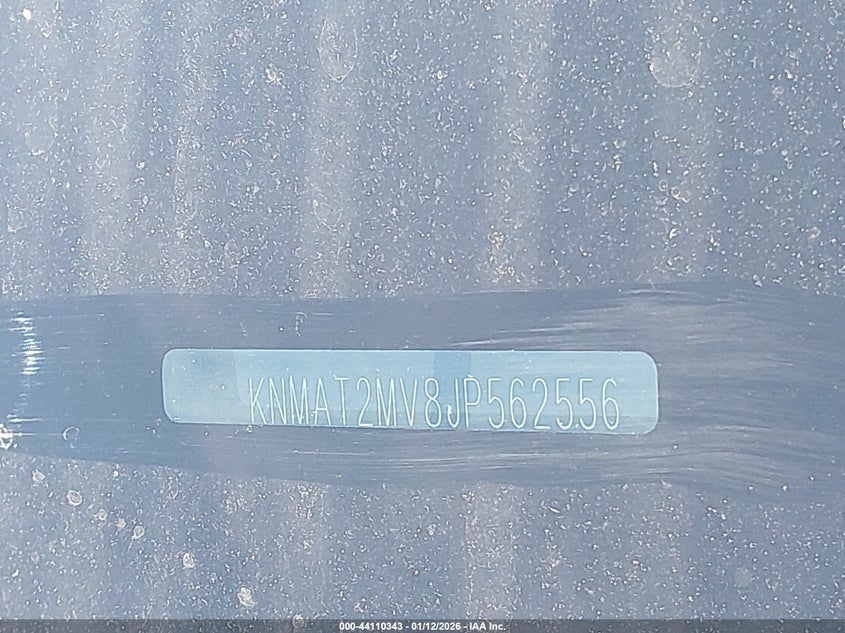 KNMAT2MV8JP562556
000-44110343 - 01/12/2026 - IAA Inc.